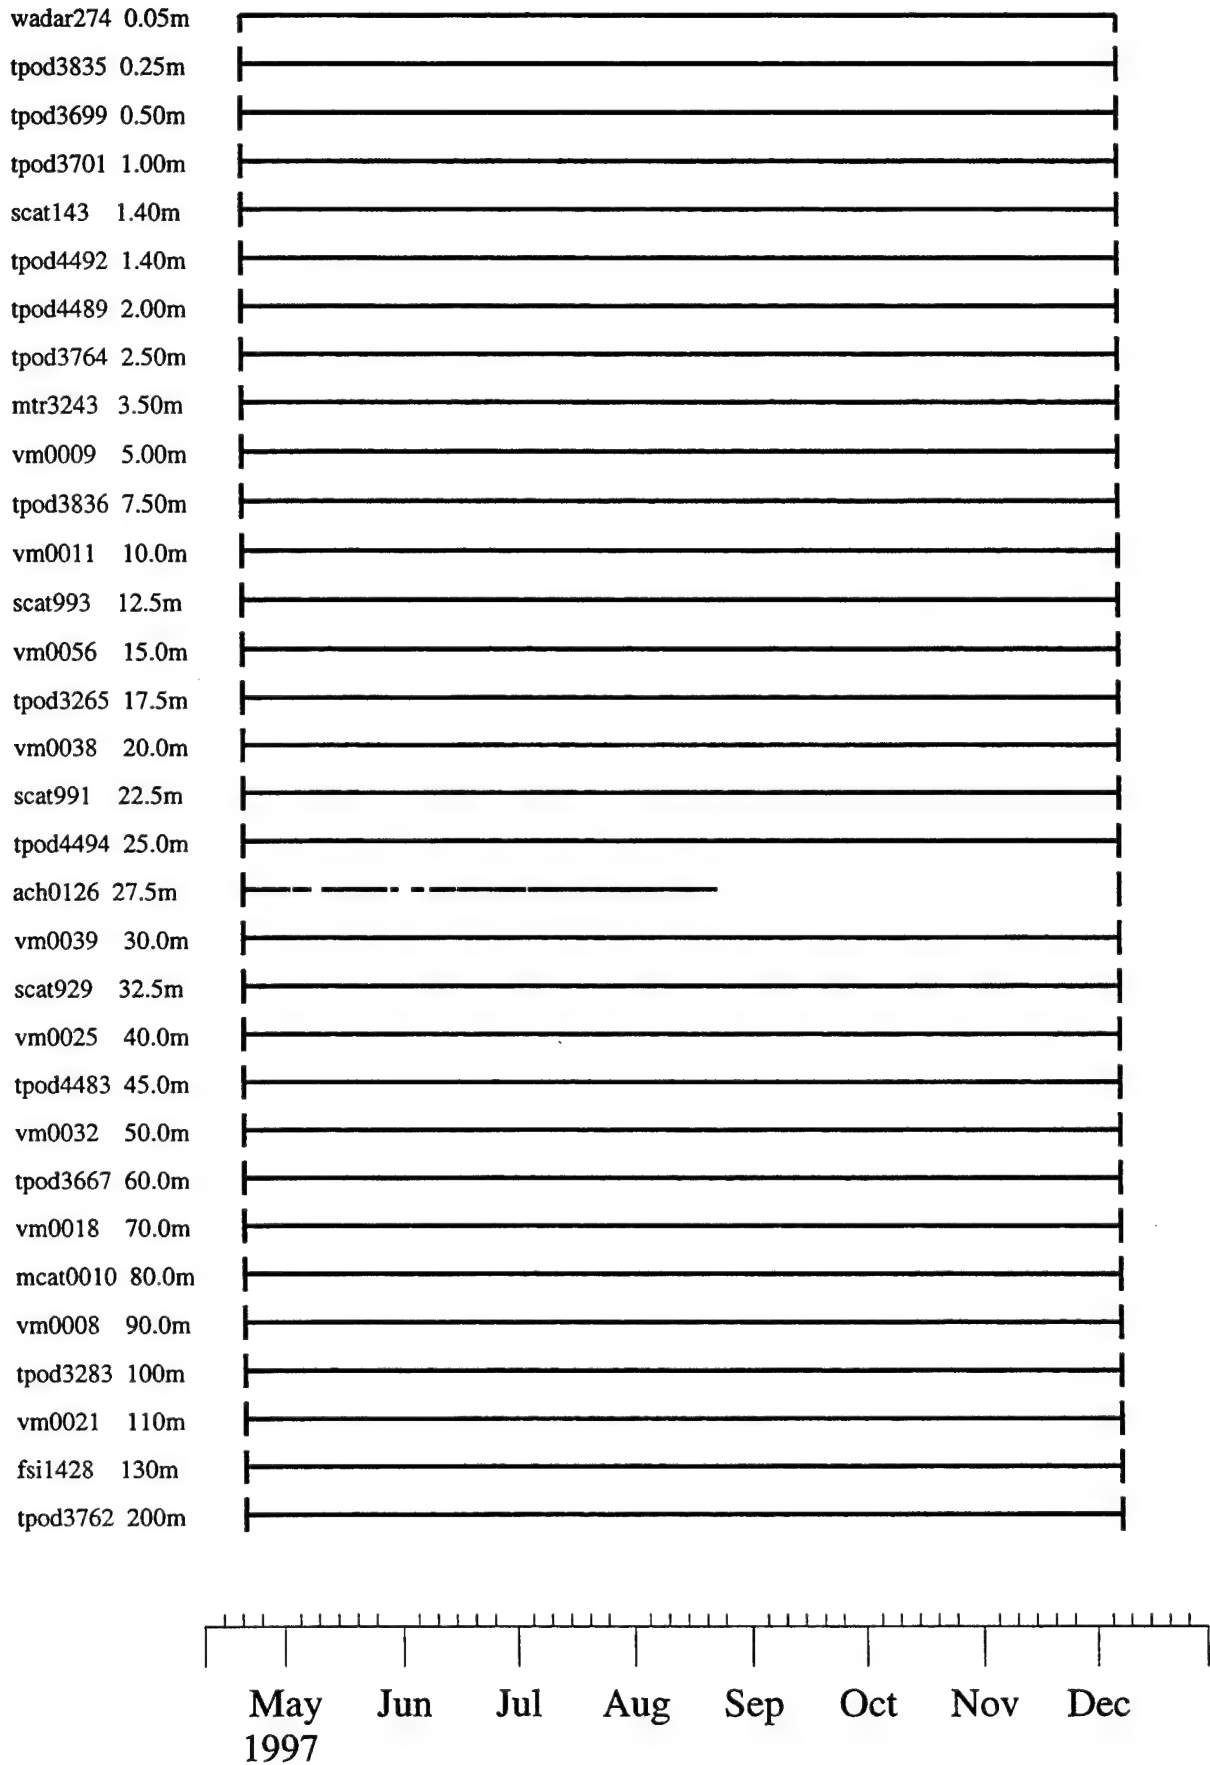 wadar274 0.05m
tpod3835 0.25m
tpod3699 0.50m
tpod3701 1.00m
scat143 1.40m
tpod4492 1.40m
tpod4489 2.00m
tpod3764 2.50m
mtr3243 3.50m
vm0009 5.00m
tpod3836 7.50m
vm0011 10.0m
scat993 12.5m
vm0056 15.0m
tpod3265 17.5m
vm0038 20.0m
scat991 22.5m
tpod4494 25.0m
ach0126 27.5m
vm0039 30.0m
scat929 32.5m
vm0025 40.0m
tpod4483 45.0m
vm0032 50.0m
tpod3667 60.0m
vm0018 70.0m
mcat0010 80.0m
vm0008 90.0m
tpod3283 100m
vm0021 110m
fsi1428 130m
tpod3762 200m
May Jun Jul Aug Sep Oct Nov Dec
1997